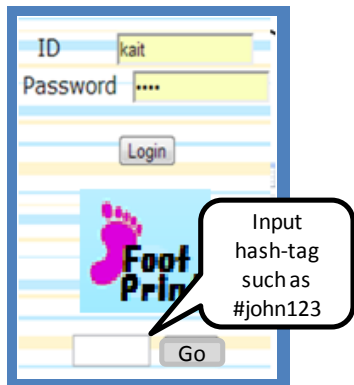 ID kait
Password ••••
Login
Foot
Prin
Input
hash-tag
such as
#john123
Go